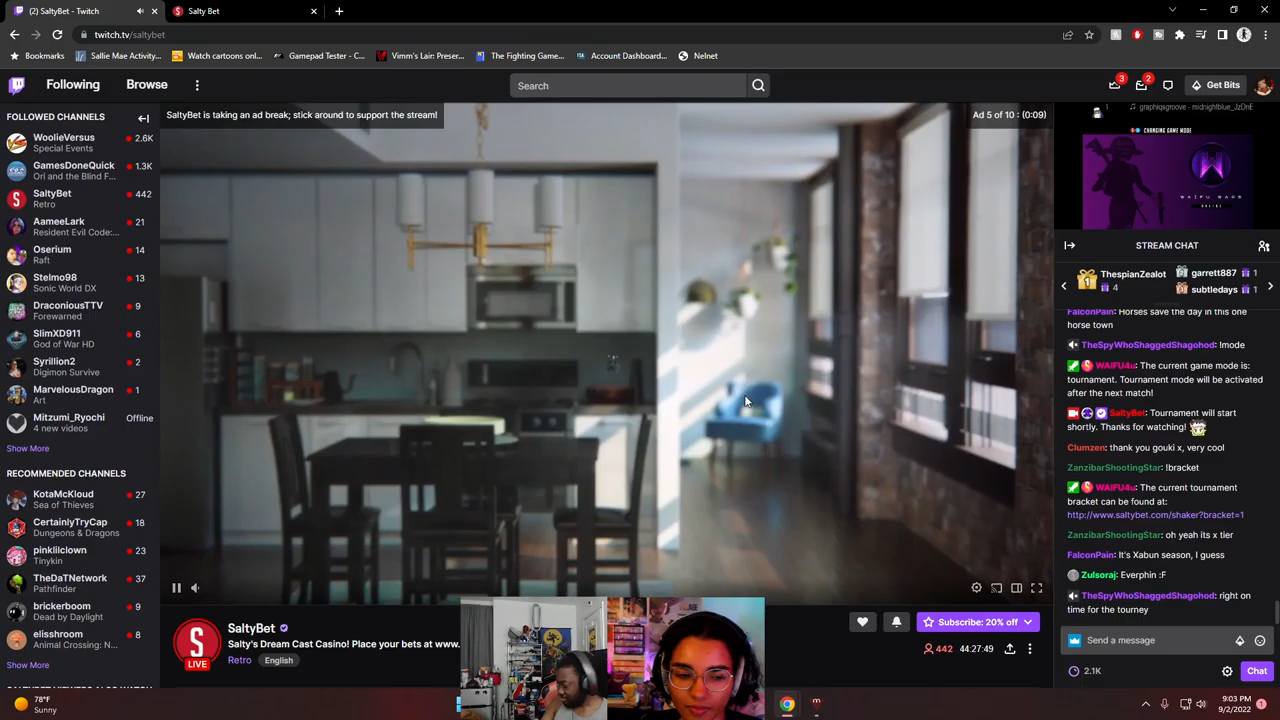 (2) SaltyBet - Twitch
Salty Bet
twitch.tv/saltybet
Bookmarks
Sallie Mae Activity...
Watch cartoons onl...
Gamepad Tester - C...
Vimm's Lair: Preser...
The Fighting Game...
Account Dashboard...
Nelnet
Following
Browse
Search
3
2
Get Bits
FOLLOWED CHANNELS
WoolieVersus
2.6K
Special Events
GamesDoneQuick
1.3K
Ori and the Blind F...
SaltyBet
442
Retro
AameeLark
21
Resident Evil Code:...
Oserium
14
Raft
Stelmo98
13
Sonic World DX
DraconiousTTV
9
Forewarned
SlimXD911
6
God of War HD
Syrillion2
2
Digimon Survive
MarvelousDragon
1
Art
Mitzumi_Ryochi
Offline
4 new videos
Show More
RECOMMENDED CHANNELS
KotaMcKloud
27
Sea of Thieves
CertainlyTryCap
18
Dungeons & Dragons
pinklilclown
23
Tinykin
TheDaTNetwork
37
Pathfinder
brickerboom
9
Dead by Daylight
elisshroom
8
Animal Crossing: N...
Show More
78°F
Sunny
SaltyBet is taking an ad break; stick around to support the stream!
Ad 5 of 10 : (0:09)
SaltyBet
Salty's Dream Cast Casino! Place your bets at www.
Retro
English
LIVE
Subscribe: 20% off
442
44:27:49
1
graphiqsgroove - midnightblue_JzDnE
CHANGING GAME MODE
WAIFU WARS
ONLINE
STREAM CHAT
1
ThespianZealot
4
garrett887
1
subtledays
1
FalconPain: Horses save the day in this one
horse town
TheSpyWhoShaggedShagohod: !mode
WAIFU4u: The current game mode is:
tournament. Tournament mode will be activated
after the next match!
SaltyBet: Tournament will start
shortly. Thanks for watching!
Clumzen: thank you gouki x, very cool
ZanzibarShootingStar: !bracket
WAIFU4u: The current tournament
bracket can be found at:
http://www.saltybet.com/shaker?bracket=1
ZanzibarShootingStar: oh yeah its x tier
FalconPain: It's Xabun season, I guess
Zulsoraj: Everphin :F
TheSpyWhoShaggedShagohod: right on
time for the tourney
Send a message
2.1K
Chat
9:03 PM
9/2/2022